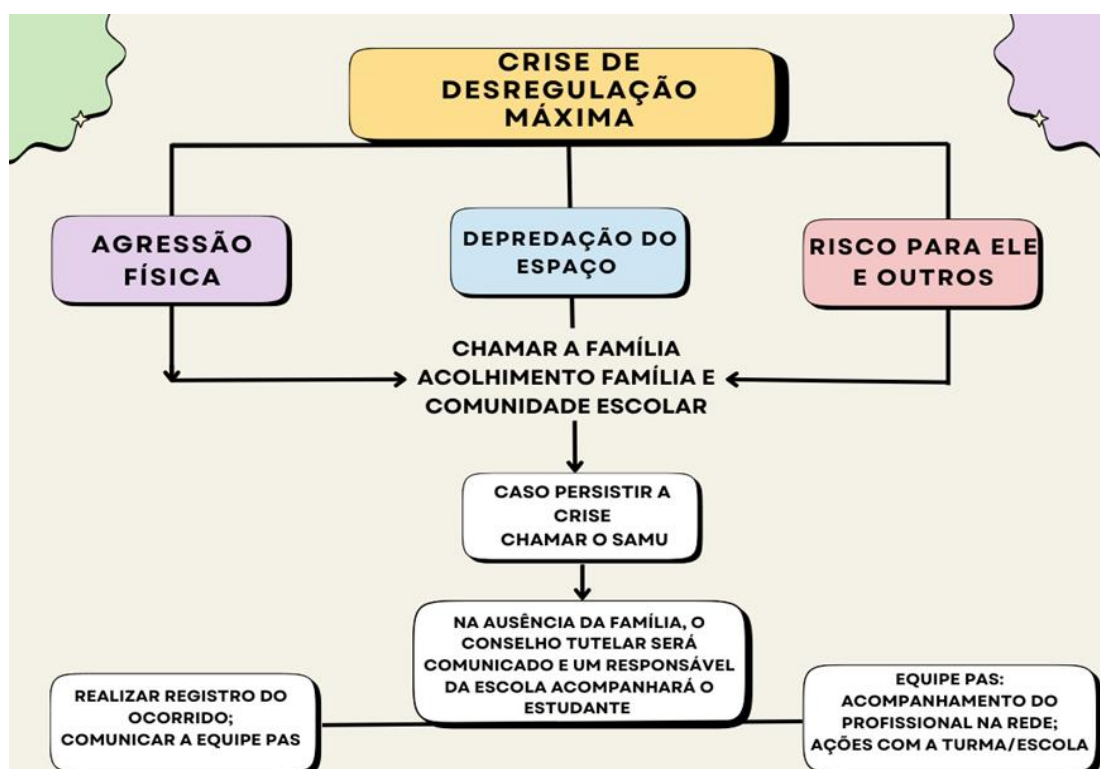 CRISE DE
DESREGULAÇÃO
MÁXIMA
AGRESSÃO
FÍSICA
DEPREDAÇÃO DO
ESPAÇO
RISCO PARA ELE
E OUTROS
CHAMAR A FAMÍLIA
ACOLHIMENTO FAMÍLIA E
COMUNIDADE ESCOLAR
CASO PERSISTIR A
CRISE
CHAMAR O SAMU
NA AUSÊNCIA DA FAMÍLIA, O
CONSELHO TUTELAR SERÁ
COMUNICADO E UM RESPONSÁVEL
DA ESCOLA ACOMPANHARÁ O
ESTUDANTE
REALIZAR REGISTRO DO
OCORRIDO;
COMUNICAR A EQUIPE PAS
EQUIPE PAS:
ACOMPANHAMENTO DO
PROFISSIONAL NA REDE;
AÇÕES COM A TURMA/ESCOLA